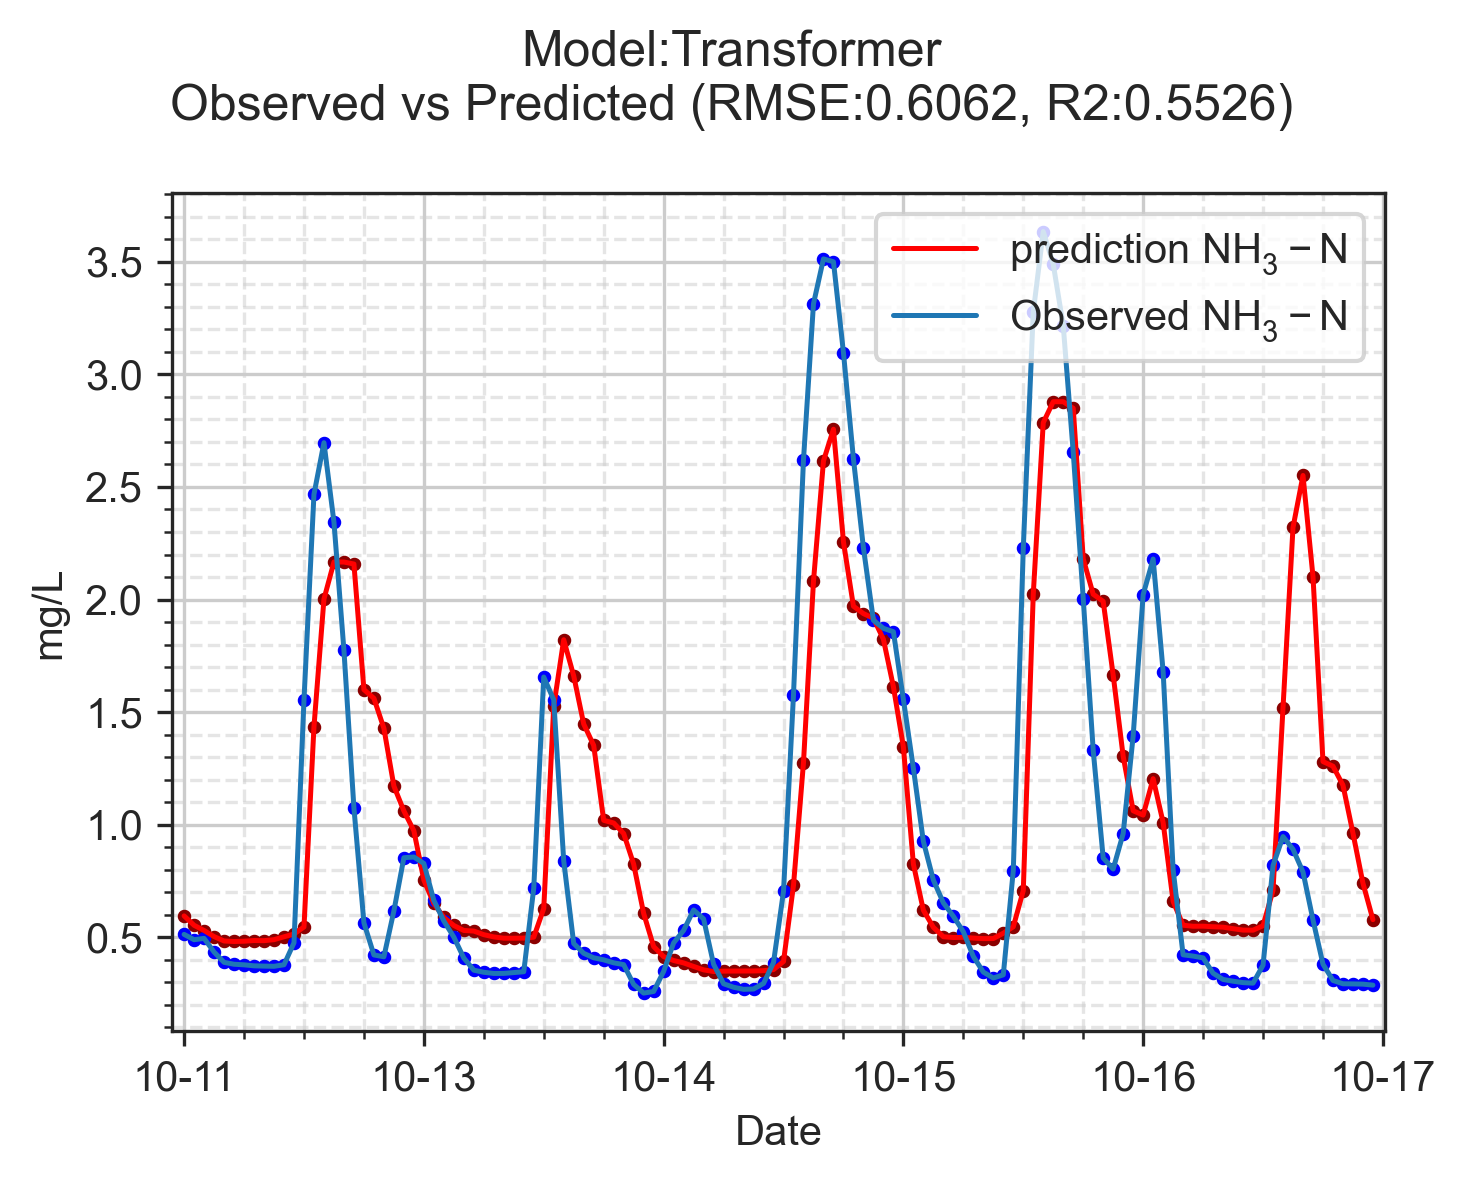 Model:Transformer
Observed vs Predicted (RMSE:0.6062, R2:0.5526)
prediction NH₃ − N
Observed NH₃ − N
3.5
3.0
2.5
2.0
1.5
1.0
0.5
mg/L
10-11 10-13 10-14 10-15 10-16 10-17
Date